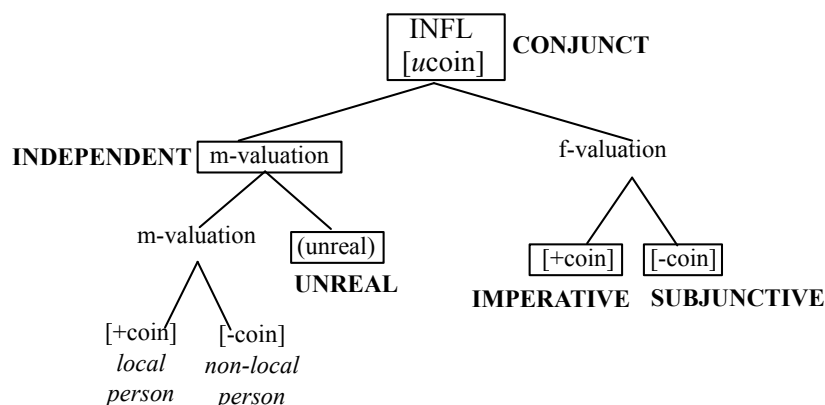 INFL
[ucoin]
CONJUNCT
INDEPENDENT
m-valuation
f-valuation
m-valuation
(unreal)
UNREAL
[+coin]
[-coin]
IMPERATIVE
SUBJUNCTIVE
[+coin]
local
person
[-coin]
non-local
person